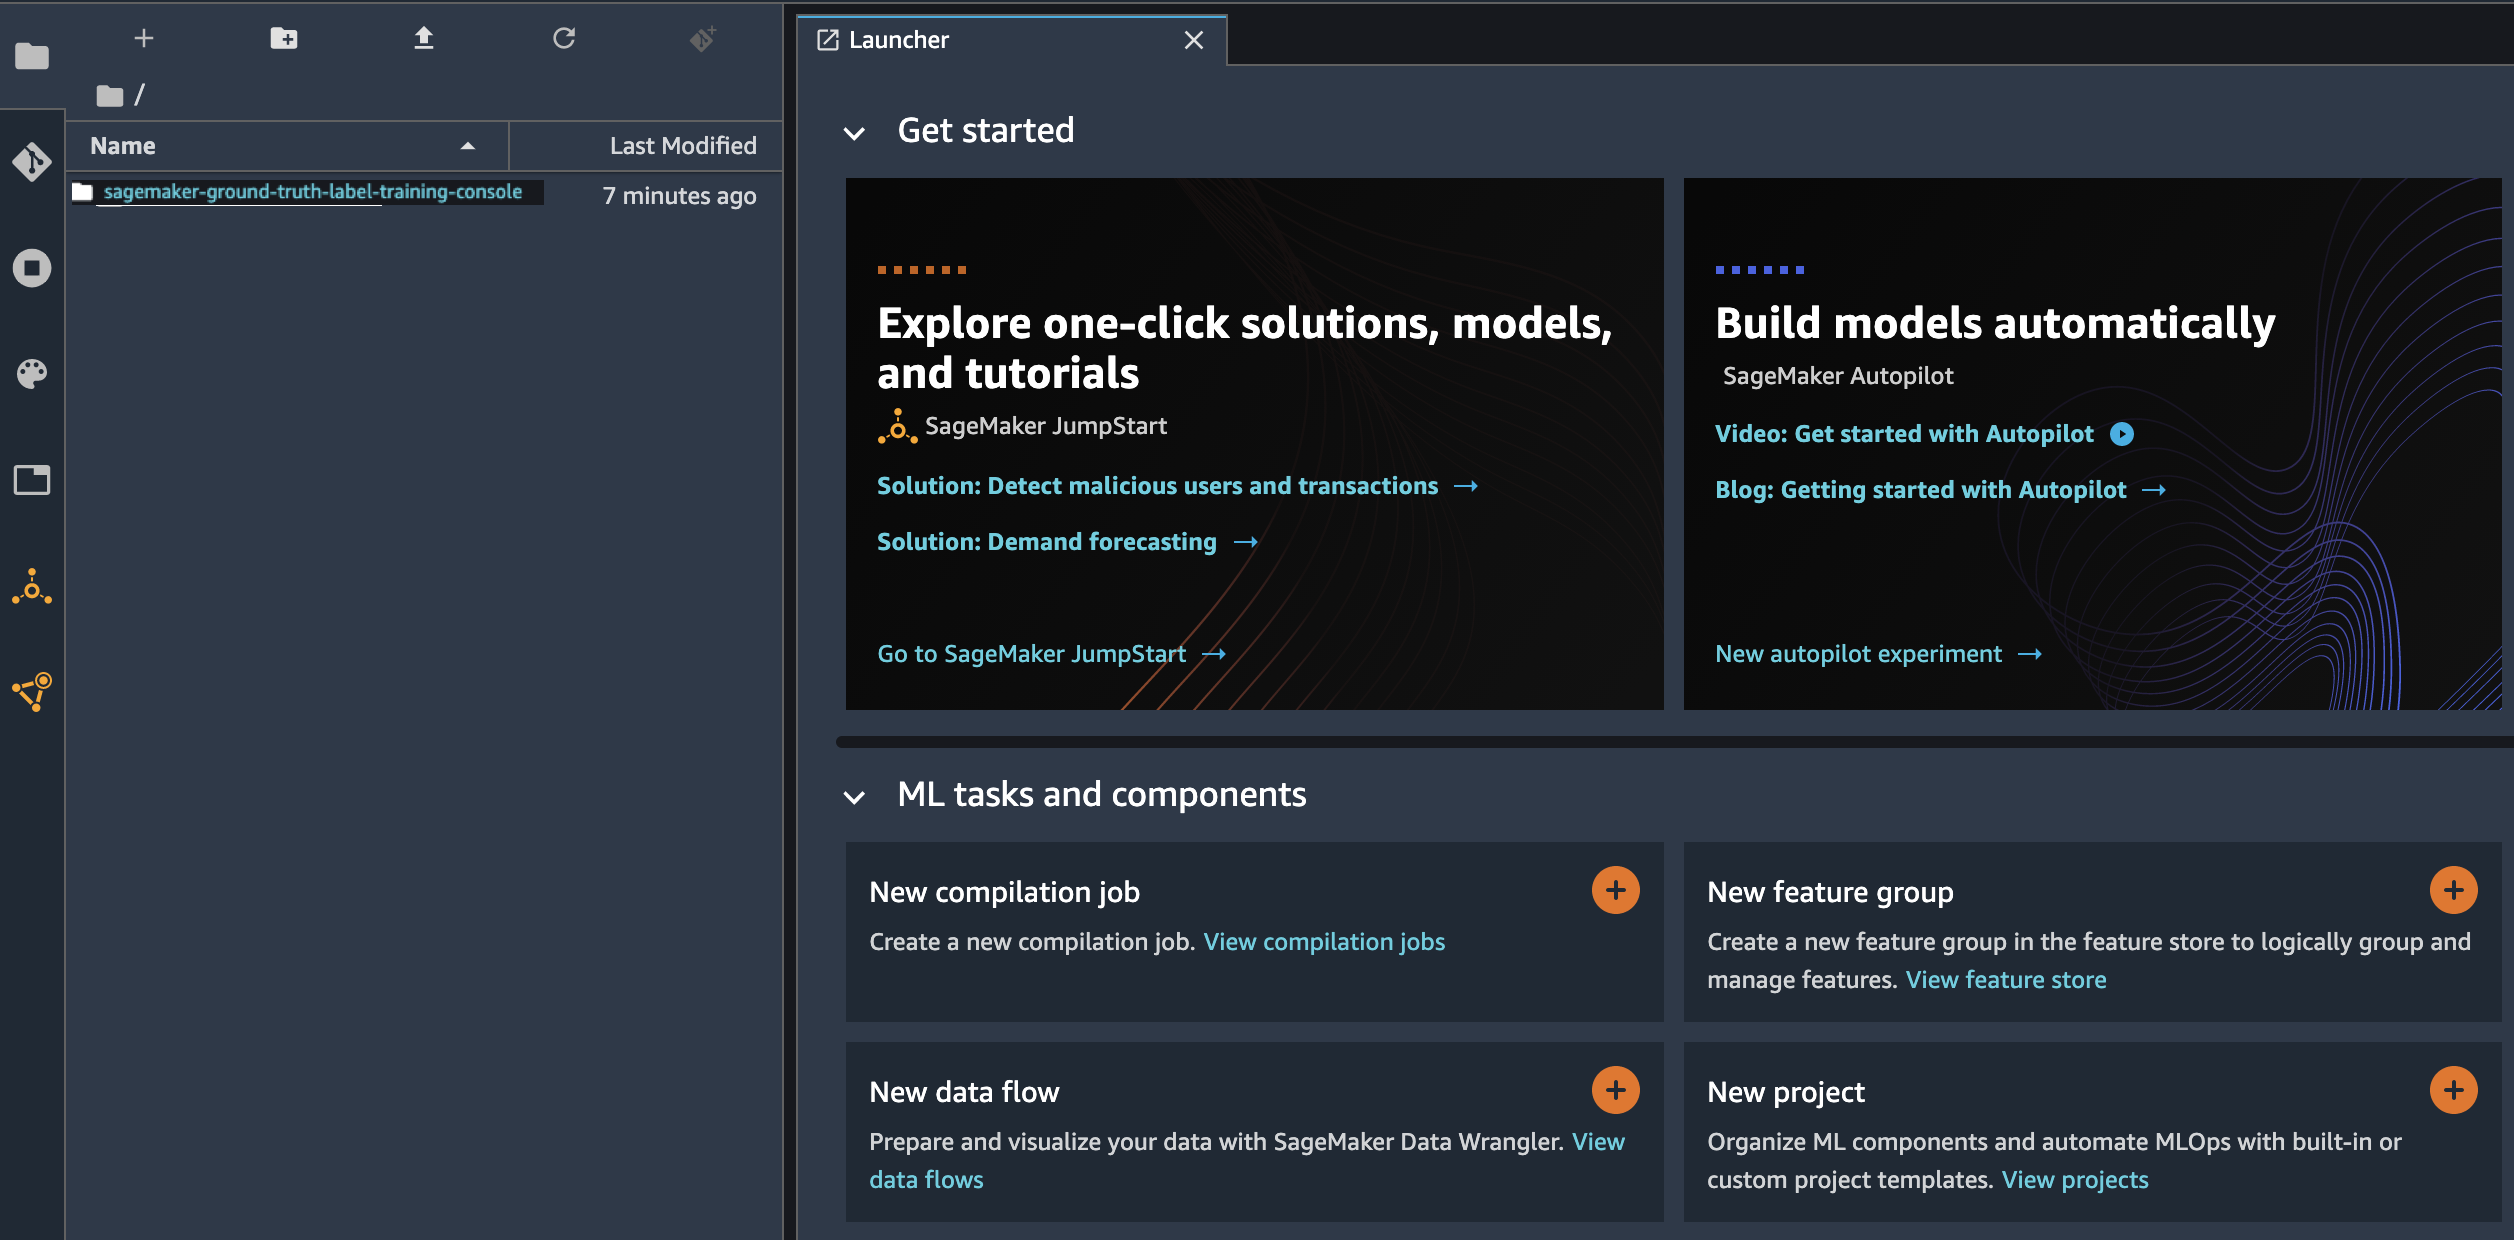 Launcher
/
Name
Last Modified
sagemaker-ground-truth-label-training-console
7 minutes ago
Get started
Explore one-click solutions, models,
and tutorials
SageMaker JumpStart
Solution: Detect malicious users and transactions →
Solution: Demand forecasting →
Go to SageMaker JumpStart →
Build models automatically
SageMaker Autopilot
Video: Get started with Autopilot
Blog: Getting started with Autopilot →
New autopilot experiment →
ML tasks and components
New compilation job
Create a new compilation job. View compilation jobs
New feature group
Create a new feature group in the feature store to logically group and
manage features. View feature store
New data flow
Prepare and visualize your data with SageMaker Data Wrangler. View
data flows
New project
Organize ML components and automate MLOps with built-in or
custom project templates. View projects